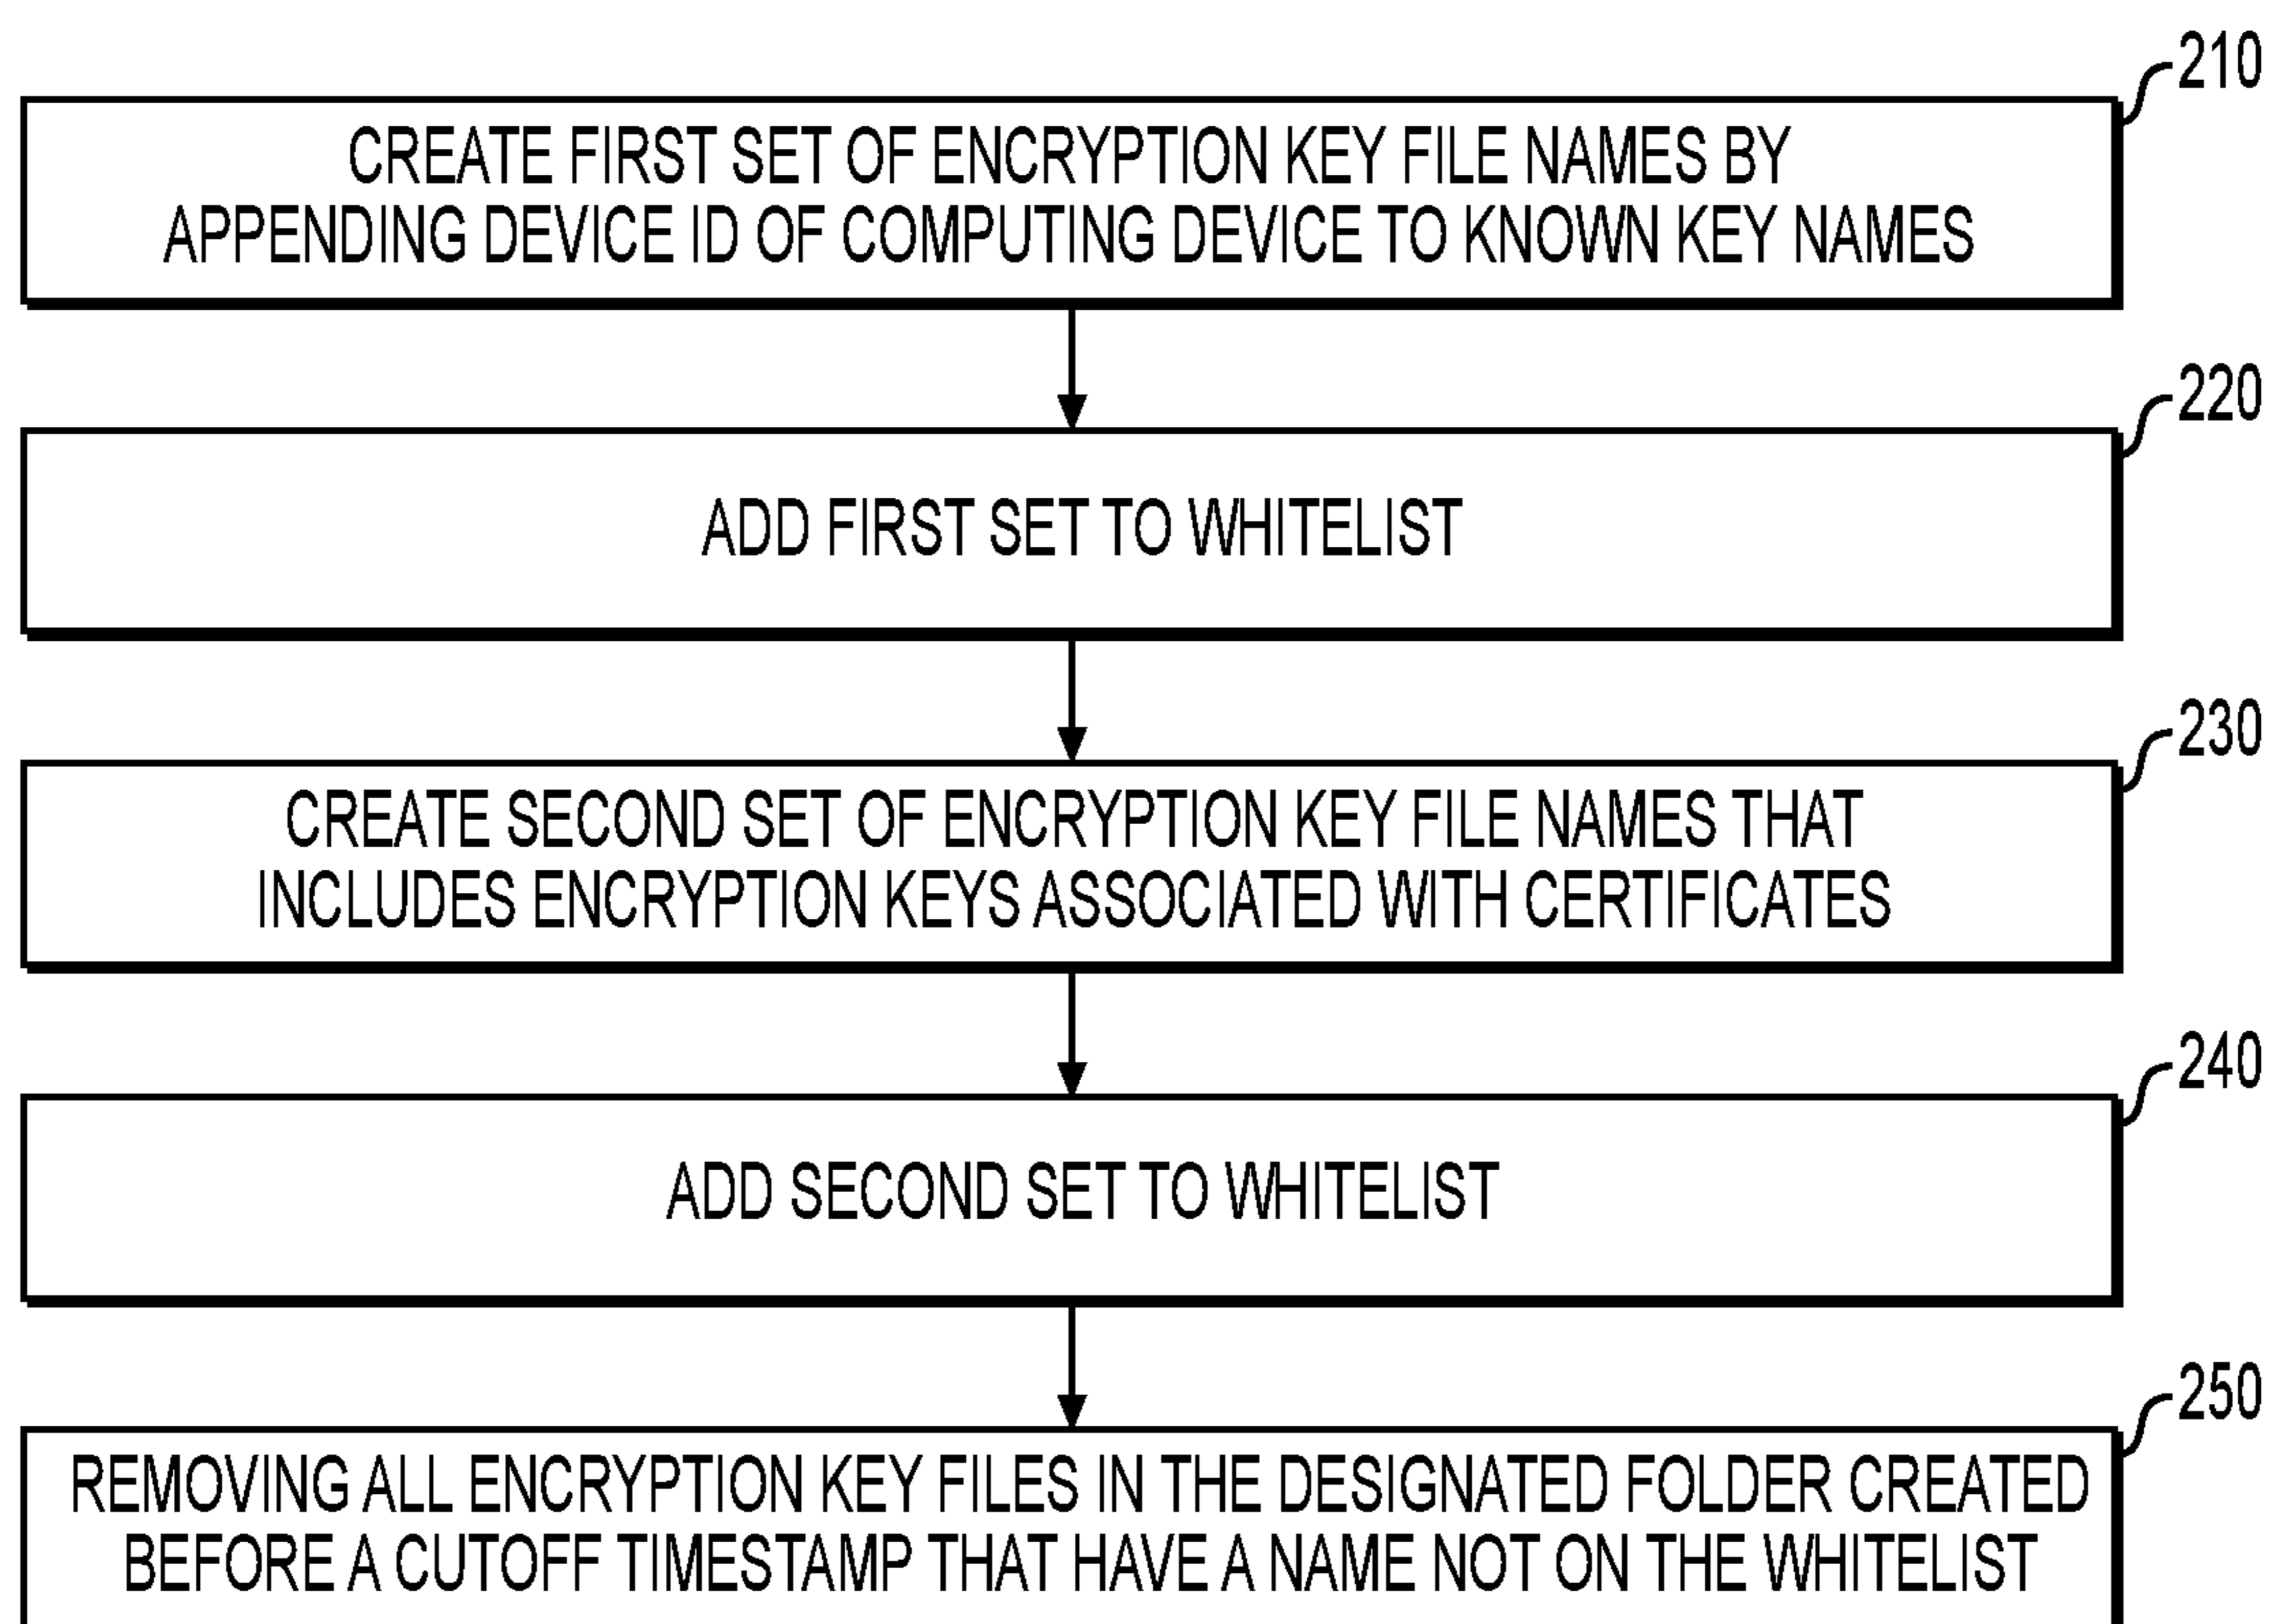 210
CREATE FIRST SET OF ENCRYPTION KEY FILE NAMES BY
APPENDING DEVICE ID OF COMPUTING DEVICE TO KNOWN KEY NAMES
220
ADD FIRST SET TO WHITELIST
230
CREATE SECOND SET OF ENCRYPTION KEY FILE NAMES THAT
INCLUDES ENCRYPTION KEYS ASSOCIATED WITH CERTIFICATES
240
ADD SECOND SET TO WHITELIST
250
REMOVING ALL ENCRYPTION KEY FILES IN THE DESIGNATED FOLDER CREATED
BEFORE A CUTOFF TIMESTAMP THAT HAVE A NAME NOT ON THE WHITELIST